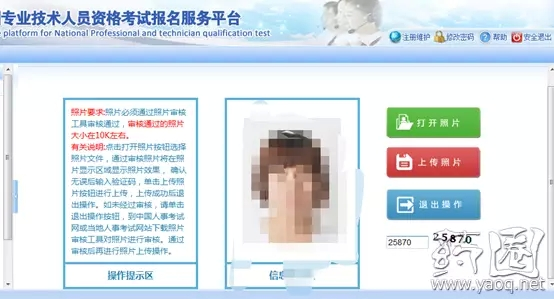 专业技术人员资格考试报名服务平台
e platform for National Professional and technician qualification test
注册维护 修改密码 帮助 安全退出
照片要求:照片必须通过照片审核
工具审核通过，审核通过的照片
大小在10K左右。
有关说明:点击打开照片按钮选择
照片文件，通过审核照片将在照
片显示区域显示照片效果， 确认
无误后输入验证码，单击上传照
片按钮进行上传，上传成功后退
出操作。如未经过审核，请单击
退出操作按钮，到中国人事考试
网或当地人事考试网站下载照片
审核工具对照片进行审核。通过
审核后再进行照片上传操作。
操作提示区
信息
打开照片
上传照片
退出操作
25870
25870
药圈
www.yaoq.net